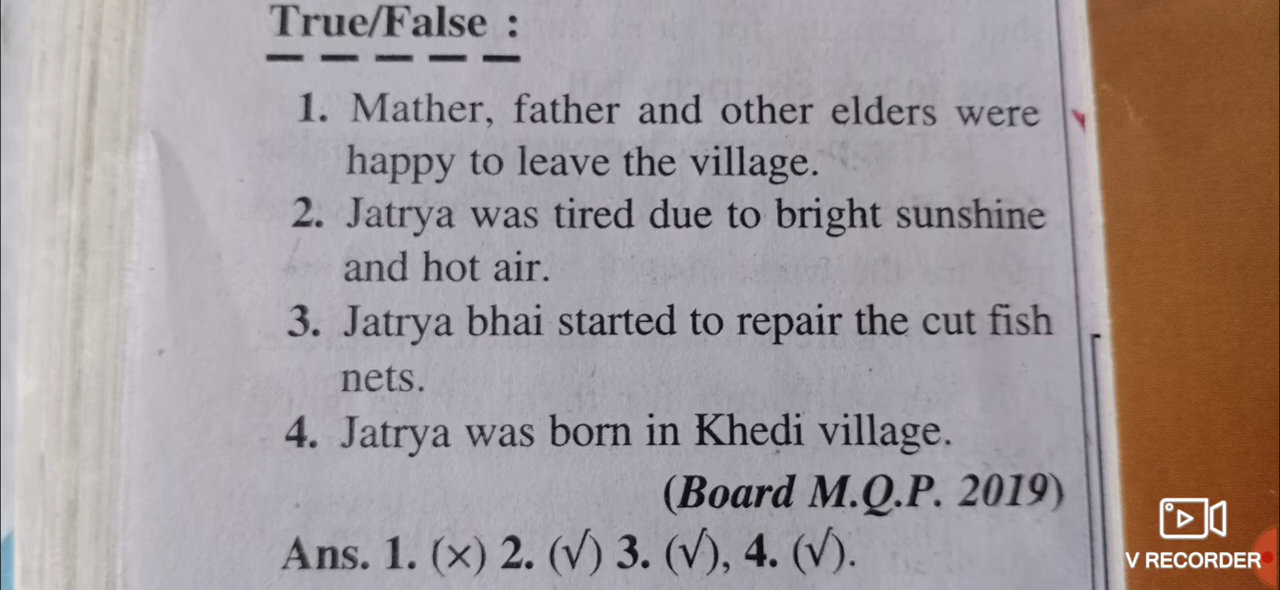 True/False :
1. Mather, father and other elders were
happy to leave the village.
2. Jatrya was tired due to bright sunshine
and hot air.
3. Jatrya bhai started to repair the cut fish
nets.
4. Jatrya was born in Khedi village.
(Board M.Q.P. 2019)
Ans. 1. (×) 2. (√) 3. (√), 4. (√).
V RECORDER